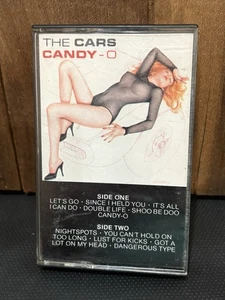 THE CARS
CANDY-O
SIDE ONE
LET'S GO · SINCE I HELD YOU · IT'S ALL
I CAN DO · DOUBLE LIFE · SHOO BE DOO
CANDY-O
SIDE TWO
NIGHTSPOTS · YOU CAN'T HOLD ON
TOO LONG · LUST FOR KICKS · GOT A
LOT ON MY HEAD · DANGEROUS TYPE